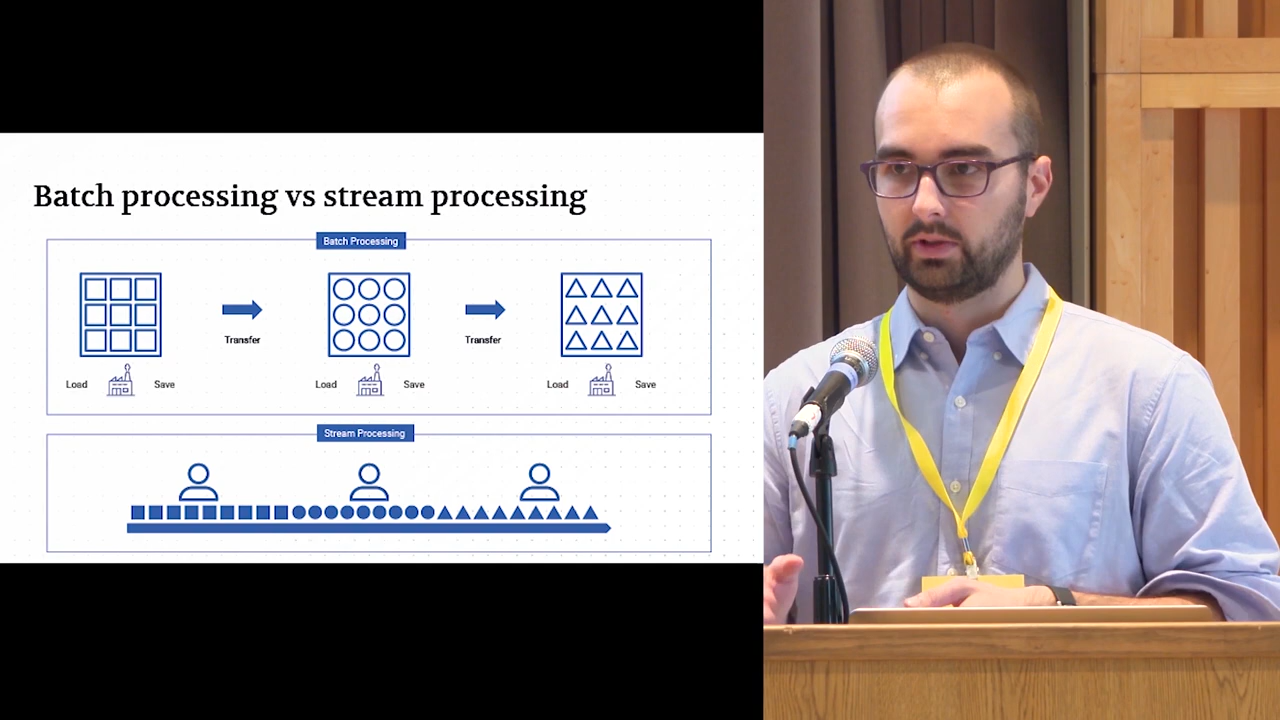 Batch processing vs stream processing
Batch Processing
Transfer
Transfer
Load
Save
Load
Save
Load
Save
Stream Processing